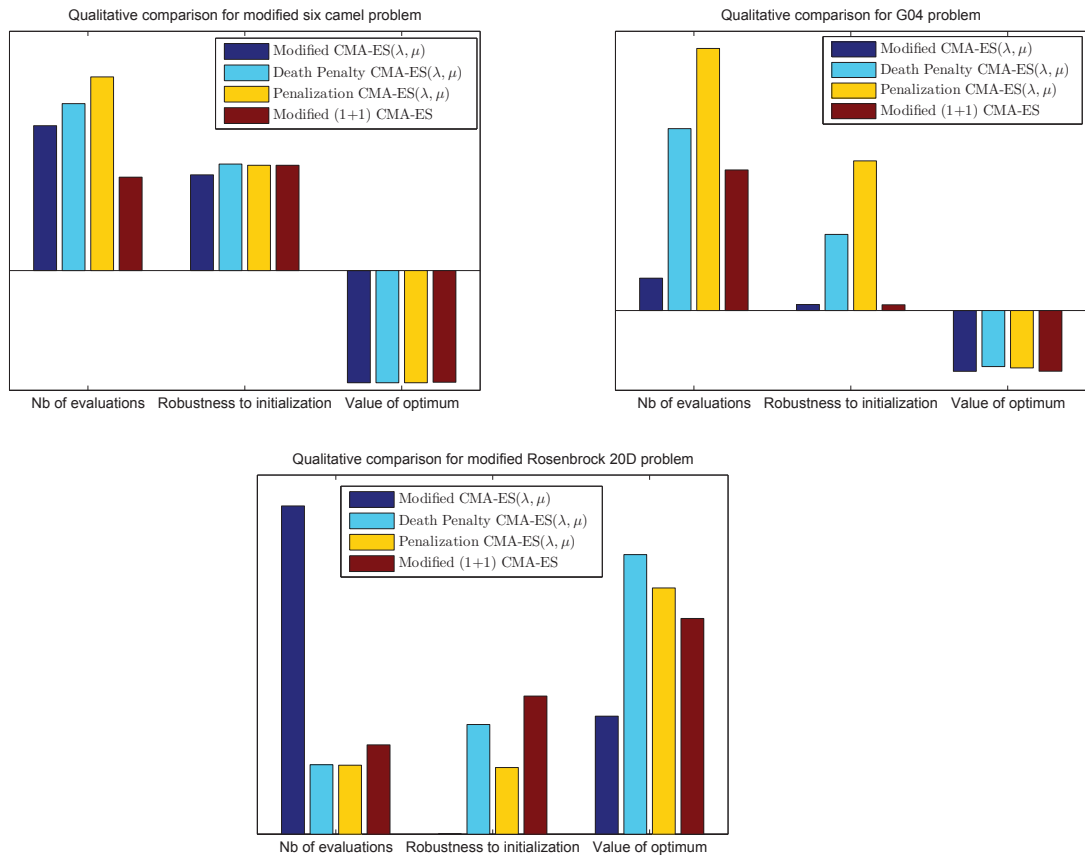 Qualitative comparison for modified six camel problem
Modified CMA-ES(λ, μ)
Death Penalty CMA-ES(λ, μ)
Penalization CMA-ES(λ, μ)
Modified (1+1) CMA-ES
Nb of evaluations Robustness to initialization Value of optimum
Qualitative comparison for G04 problem
Modified CMA-ES(λ, μ)
Death Penalty CMA-ES(λ, μ)
Penalization CMA-ES(λ, μ)
Modified (1+1) CMA-ES
Nb of evaluations Robustness to initialization Value of optimum
Qualitative comparison for modified Rosenbrock 20D problem
Modified CMA-ES(λ, μ)
Death Penalty CMA-ES(λ, μ)
Penalization CMA-ES(λ, μ)
Modified (1+1) CMA-ES
Nb of evaluations Robustness to initialization Value of optimum